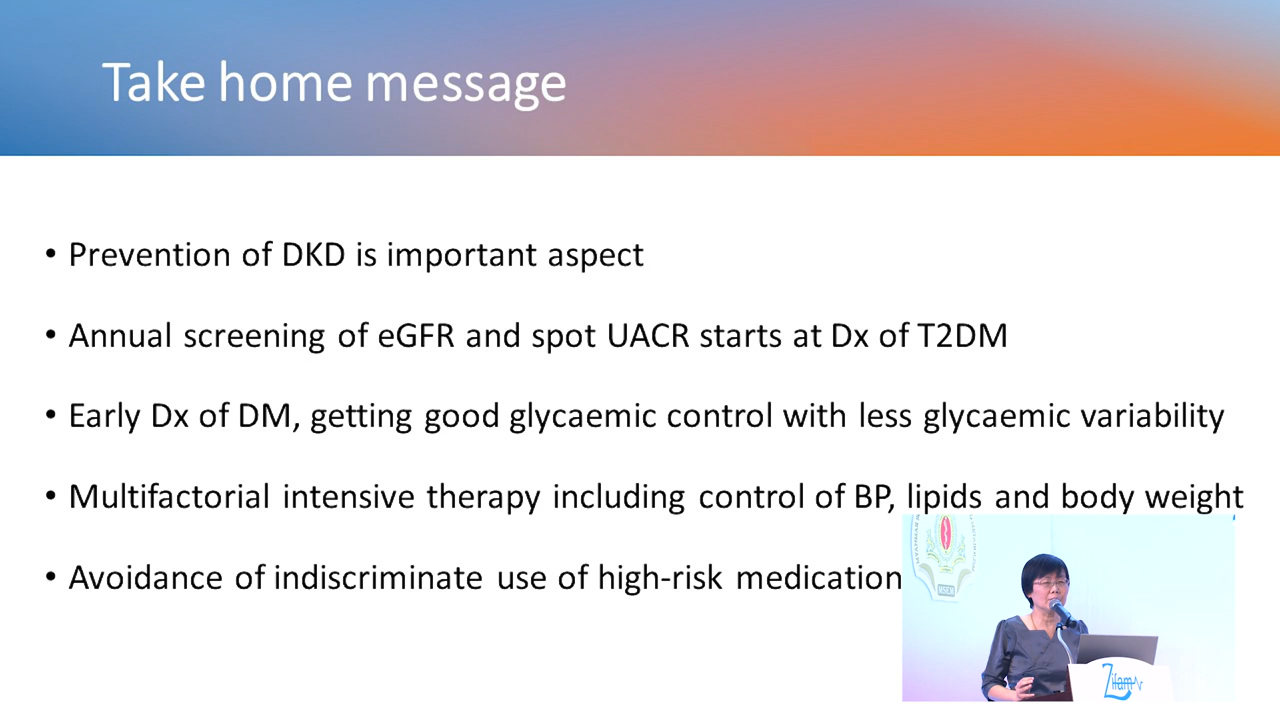 Take home message
• Prevention of DKD is important aspect
• Annual screening of eGFR and spot UACR starts at Dx of T2DM
• Early Dx of DM, getting good glycaemic control with less glycaemic variability
• Multifactorial intensive therapy including control of BP, lipids and body weight
• Avoidance of indiscriminate use of high-risk medication
Zifam